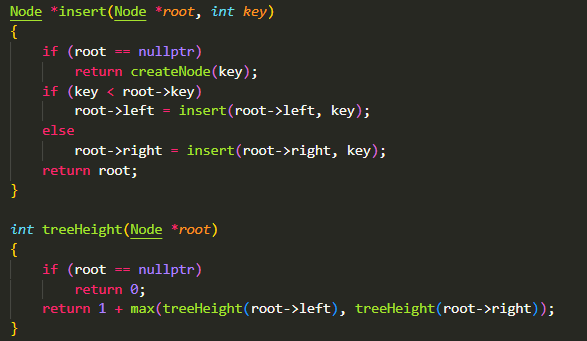 Node *insert(Node *root, int key)
{
    if (root == nullptr)
        return createNode(key);
    if (key < root->key)
        root->left = insert(root->left, key);
    else
        root->right = insert(root->right, key);
    return root;
}

int treeHeight(Node *root)
{
    if (root == nullptr)
        return 0;
    return 1 + max(treeHeight(root->left), treeHeight(root->right));
}